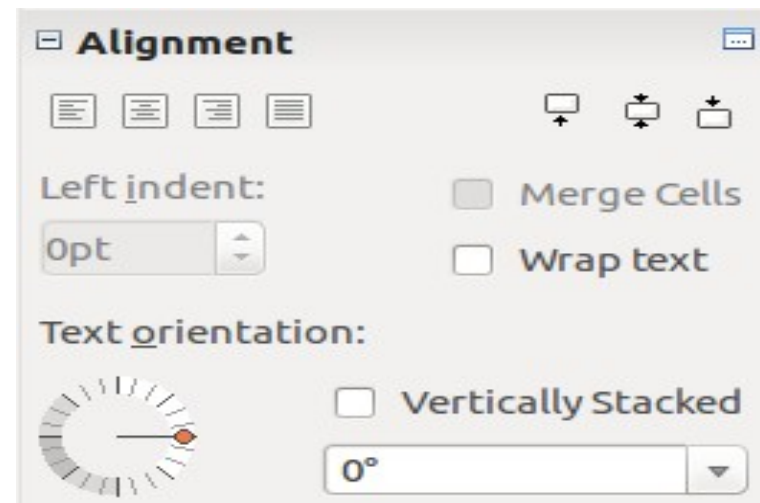 Alignment
Left indent:
Merge Cells
0pt
Wrap text
Text orientation:
Vertically Stacked
0°